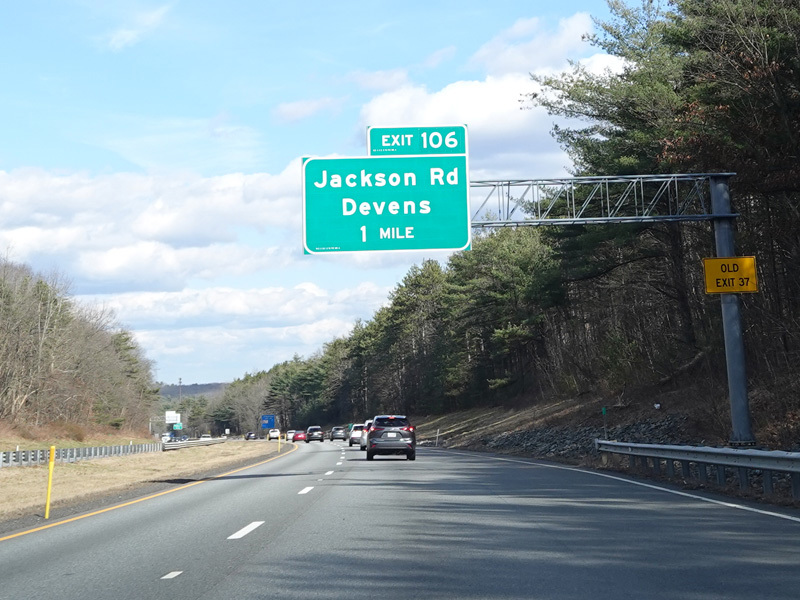 EXIT 106
Jackson Rd
Devens
1 MILE
OLD
EXIT 37